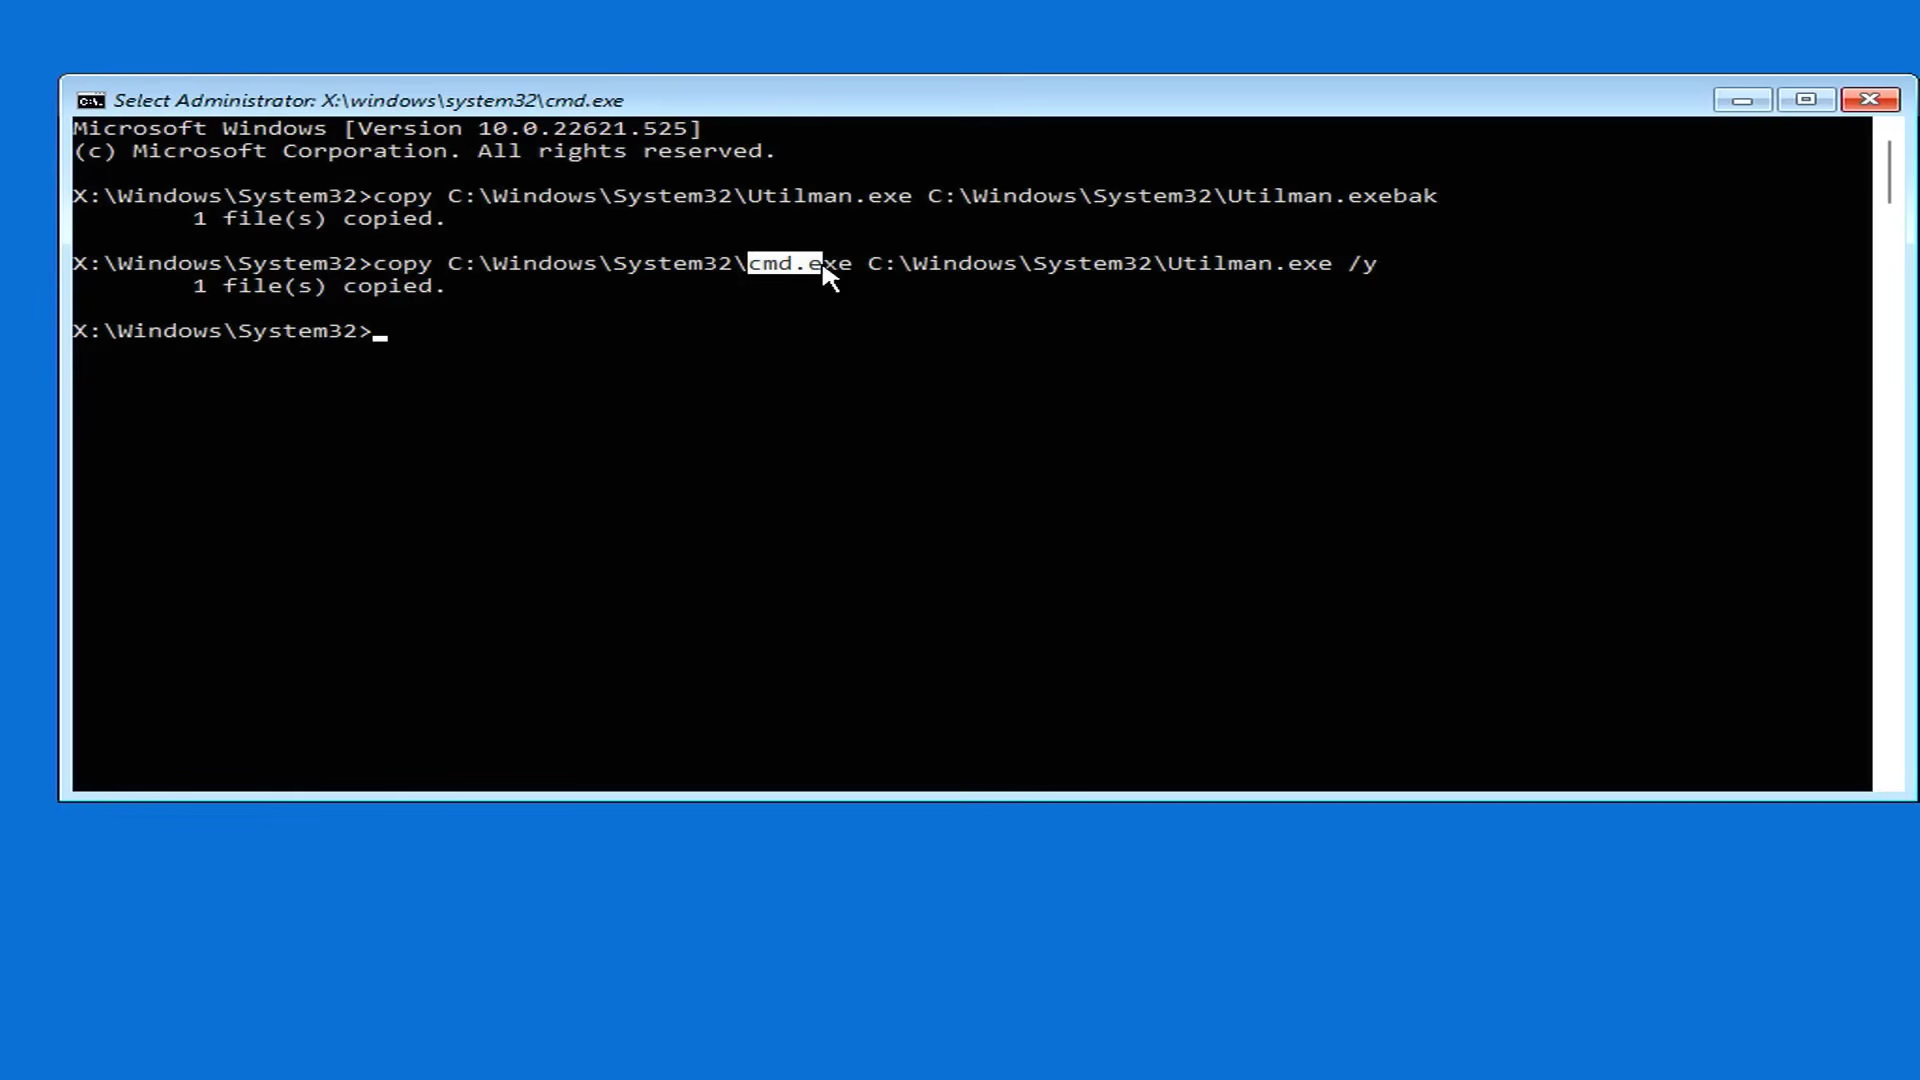 Select Administrator: X:\windows\system32\cmd.exe
Microsoft Windows [Version 10.0.22621.525]
(c) Microsoft Corporation. All rights reserved.
X:\Windows\System32>copy C:\Windows\System32\Utilman.exe C:\Windows\System32\Utilman.exebak
1 file(s) copied.
X:\Windows\System32>copy C:\Windows\System32\cmd.exe C:\Windows\System32\Utilman.exe /y
1 file(s) copied.
X:\Windows\System32>